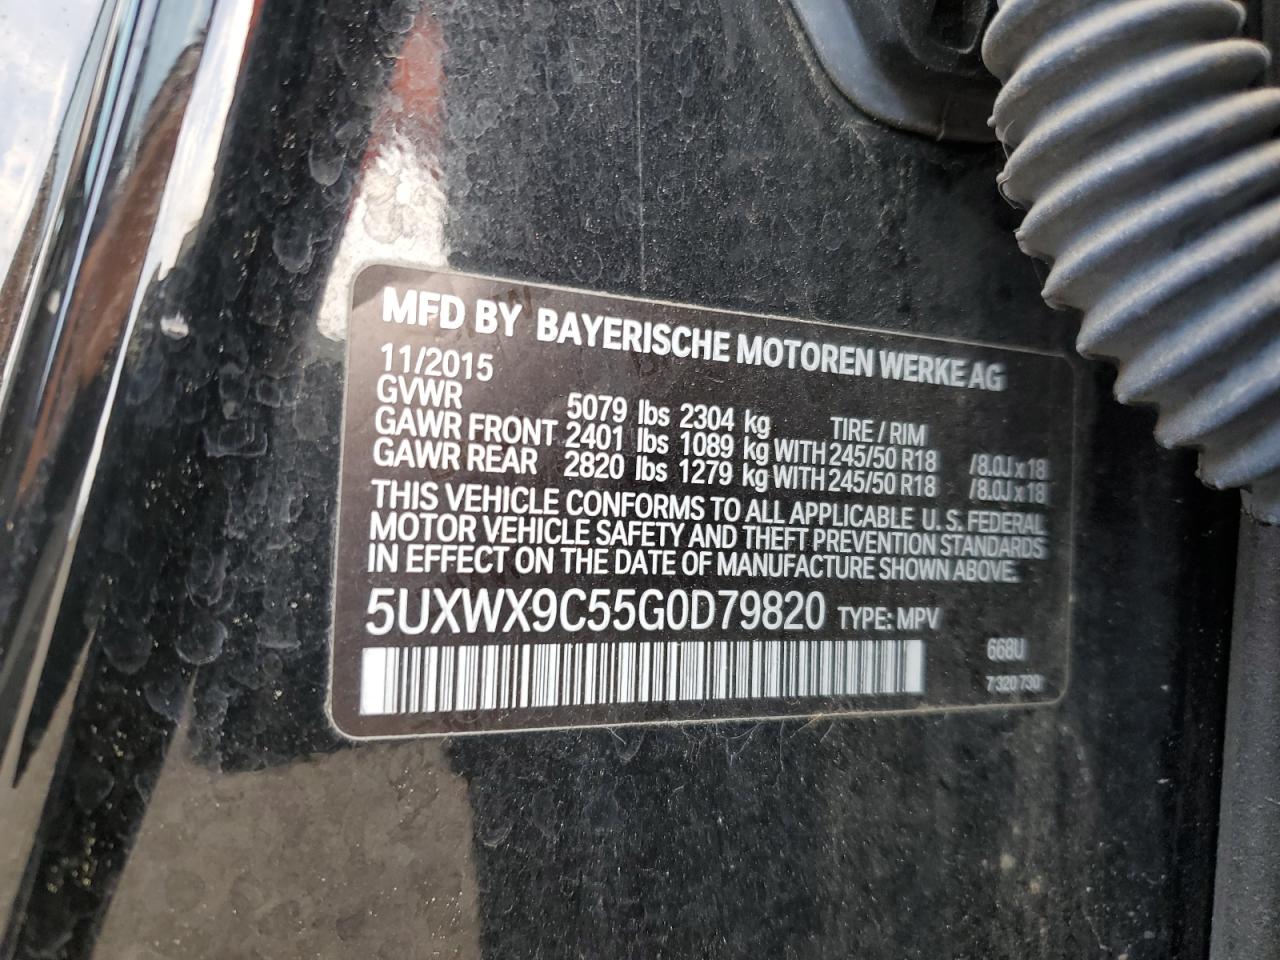 MFD BY BAYERISCHE MOTOREN WERKE AG
11/2015
GVWR 5079 lbs 2304 kg TIRE / RIM
GAWR FRONT 2401 lbs 1089 kg WITH 245/50 R18 /8.0J x 18
GAWR REAR 2820 lbs 1279 kg WITH 245/50 R18 /8.0J x 18
THIS VEHICLE CONFORMS TO ALL APPLICABLE U.S. FEDERAL
MOTOR VEHICLE SAFETY AND THEFT PREVENTION STANDARDS
IN EFFECT ON THE DATE OF MANUFACTURE SHOWN ABOVE.
5UXWX9C55G0D79820 TYPE: MPV
668U
7 320 730